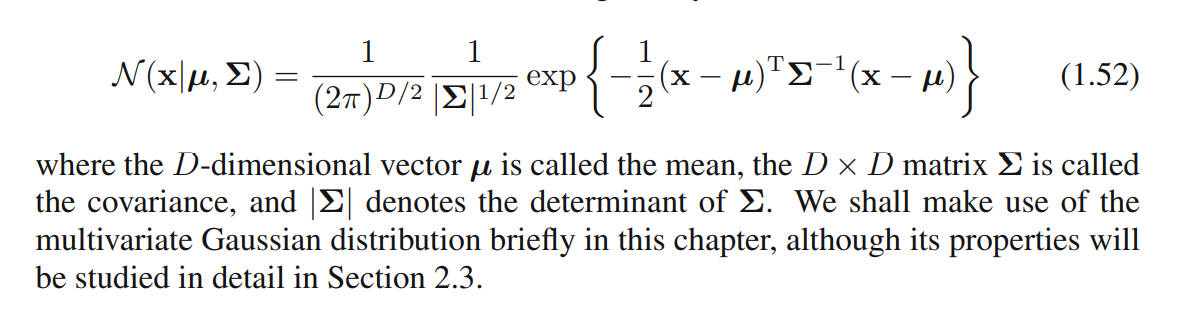 N(x|μ, Σ) = 1/(2π)^{D/2} 1/|Σ|^{1/2} exp { −1/2 (x − μ)^T Σ^{−1} (x − μ) } (1.52)
where the D-dimensional vector μ is called the mean, the D × D matrix Σ is called
the covariance, and |Σ| denotes the determinant of Σ. We shall make use of the
multivariate Gaussian distribution briefly in this chapter, although its properties will
be studied in detail in Section 2.3.